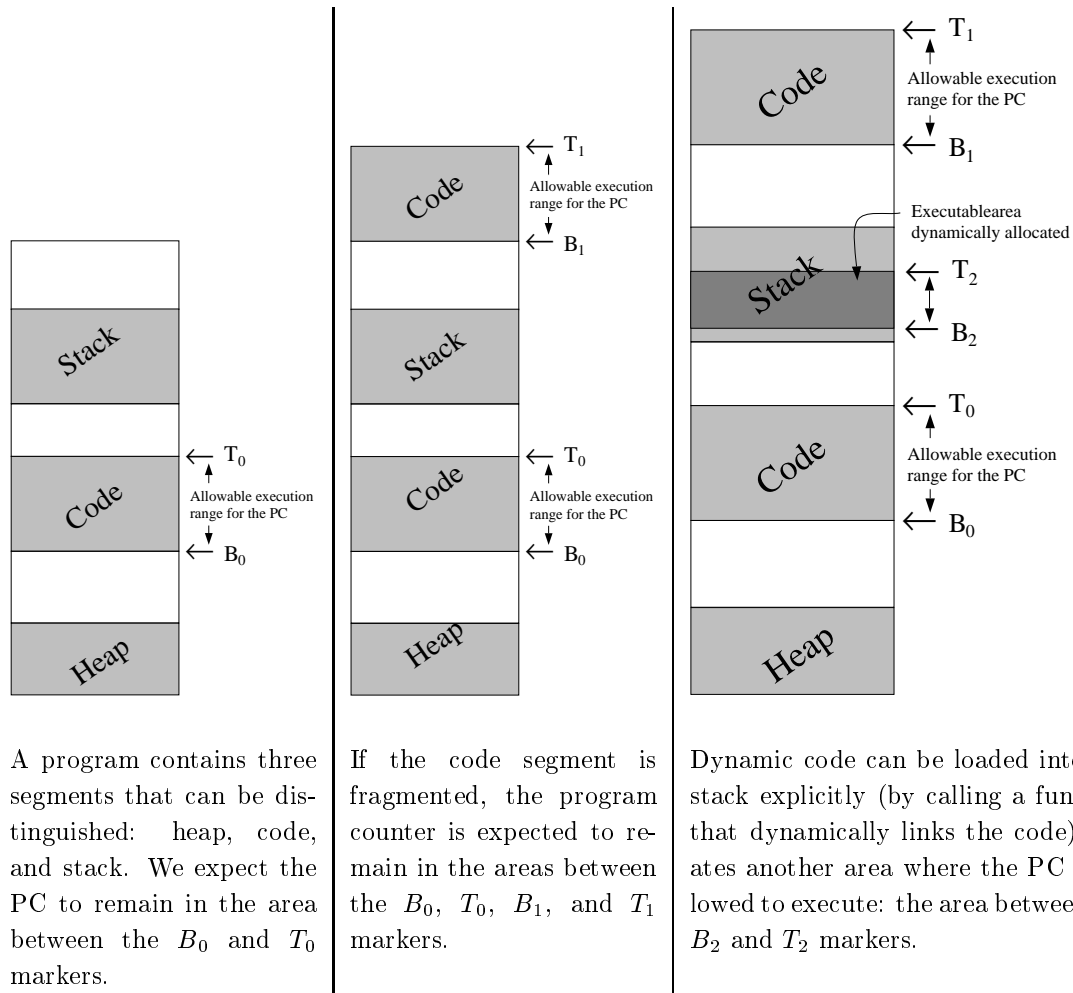 Stack
T0
Allowable execution
range for the PC
Code
B0
Heap
A program contains three
segments that can be dis-
tinguished: heap, code,
and stack. We expect the
PC to remain in the area
between the B0 and T0
markers.
T1
Code
Allowable execution
range for the PC
B1
Stack
T0
Code
Allowable execution
range for the PC
B0
Heap
If the code segment is
fragmented, the program
counter is expected to re-
main in the areas between
the B0, T0, B1, and T1
markers.
T1
Code
Allowable execution
range for the PC
B1
Executablearea
dynamically allocated
Stack
T2
B2
T0
Code
Allowable execution
range for the PC
B0
Heap
Dynamic code can be loaded int
stack explicitly (by calling a fun
that dynamically links the code)
ates another area where the PC
lowed to execute: the area betwee
B2 and T2 markers.